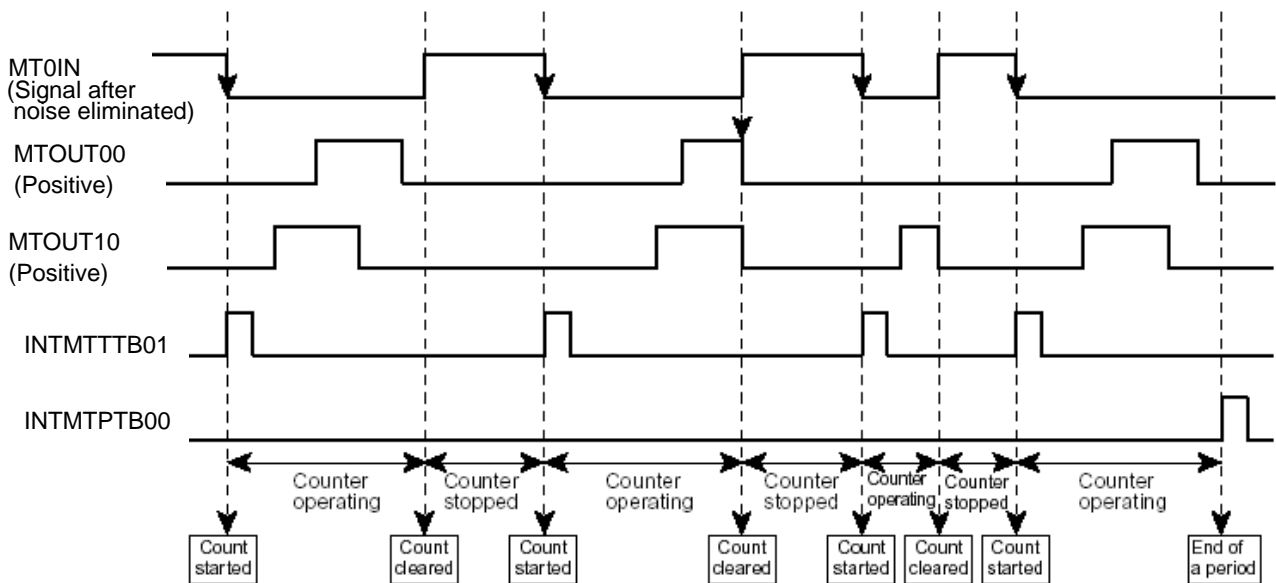 MT0IN
(Signal after
noise eliminated)
MTOUT00
(Positive)
MTOUT10
(Positive)
INTMTTTB01
INTMTPTB00
Counter
operating
Counter
stopped
Counter
operating
Counter
stopped
Counter
operating
Counter
stopped
Counter
operating
Count
started
Count
cleared
Count
started
Count
cleared
Count
started
Count
cleared
Count
started
End of
a period